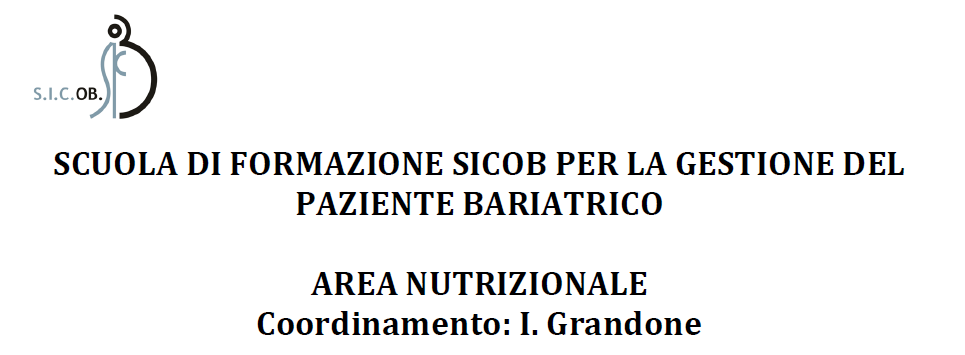 S.I.C.OB.
SCUOLA DI FORMAZIONE SICOB PER LA GESTIONE DEL
PAZIENTE BARIATRICO
AREA NUTRIZIONALE
Coordinamento: I. Grandone